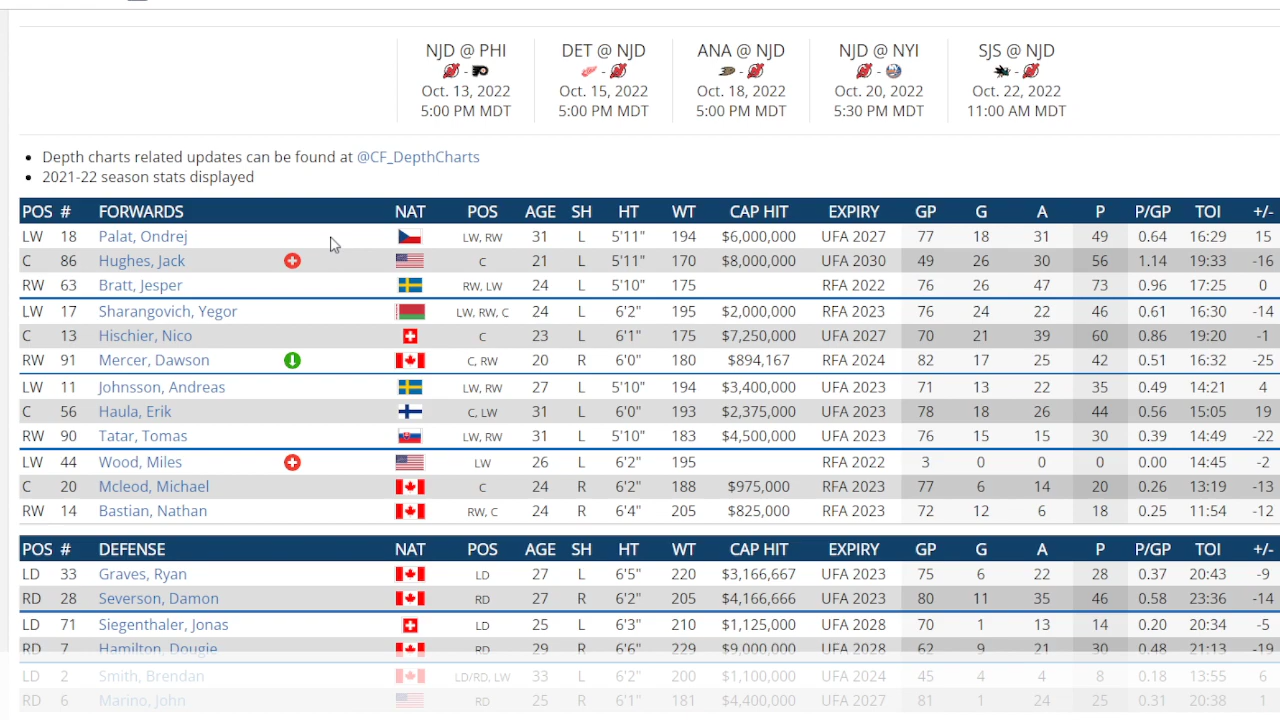 NJD @ PHI DET @ NJD ANA @ NJD NJD @ NYI SJS @ NJD
- - - - -
Oct. 13, 2022 Oct. 15, 2022 Oct. 18, 2022 Oct. 20, 2022 Oct. 22, 2022
5:00 PM MDT 5:00 PM MDT 5:00 PM MDT 5:30 PM MDT 11:00 AM MDT
• Depth charts related updates can be found at @CF_DepthCharts
• 2021-22 season stats displayed
POS # FORWARDS NAT POS AGE SH HT WT CAP HIT EXPIRY GP G A P P/GP TOI +/-
LW 18 Palat, Ondrej LW, RW 31 L 5'11" 194 $6,000,000 UFA 2027 77 18 31 49 0.64 16:29 15
C 86 Hughes, Jack C 21 L 5'11" 170 $8,000,000 UFA 2030 49 26 30 56 1.14 19:33 -16
RW 63 Bratt, Jesper RW, LW 24 L 5'10" 175 RFA 2022 76 26 47 73 0.96 17:25 0
LW 17 Sharangovich, Yegor LW, RW, C 24 L 6'2" 195 $2,000,000 RFA 2023 76 24 22 46 0.61 16:30 -14
C 13 Hischier, Nico C 23 L 6'1" 175 $7,250,000 UFA 2027 70 21 39 60 0.86 19:20 -1
RW 91 Mercer, Dawson C, RW 20 R 6'0" 180 $894,167 RFA 2024 82 17 25 42 0.51 16:32 -25
LW 11 Johnsson, Andreas LW, RW 27 L 5'10" 194 $3,400,000 UFA 2023 71 13 22 35 0.49 14:21 4
C 56 Haula, Erik C, LW 31 L 6'0" 193 $2,375,000 UFA 2023 78 18 26 44 0.56 15:05 19
RW 90 Tatar, Tomas LW, RW 31 L 5'10" 183 $4,500,000 UFA 2023 76 15 15 30 0.39 14:49 -22
LW 44 Wood, Miles LW 26 L 6'2" 195 RFA 2022 3 0 0 0 0.00 14:45 -2
C 20 Mcleod, Michael C 24 R 6'2" 188 $975,000 RFA 2023 77 6 14 20 0.26 13:19 -13
RW 14 Bastian, Nathan RW, C 24 R 6'4" 205 $825,000 RFA 2023 72 12 6 18 0.25 11:54 -12
POS # DEFENSE NAT POS AGE SH HT WT CAP HIT EXPIRY GP G A P P/GP TOI +/-
LD 33 Graves, Ryan LD 27 L 6'5" 220 $3,166,667 UFA 2023 75 6 22 28 0.37 20:43 -9
RD 28 Severson, Damon RD 27 R 6'2" 205 $4,166,666 UFA 2023 80 11 35 46 0.58 23:36 -14
LD 71 Siegenthaler, Jonas LD 25 L 6'3" 210 $1,125,000 UFA 2028 70 1 13 14 0.20 20:34 -5
RD 7 Hamilton, Dougie RD 29 R 6'6" 229 $9,000,000 UFA 2028 62 9 21 30 0.48 21:13 -19
LD 2 Smith, Brendan LD/RD, LW 33 L 6'2" 200 $1,100,000 UFA 2024 45 4 4 8 0.18 13:55 6
RD 6 Marino, John RD 25 R 6'1" 181 $4,400,000 UFA 2027 81 1 24 25 0.31 20:38 1